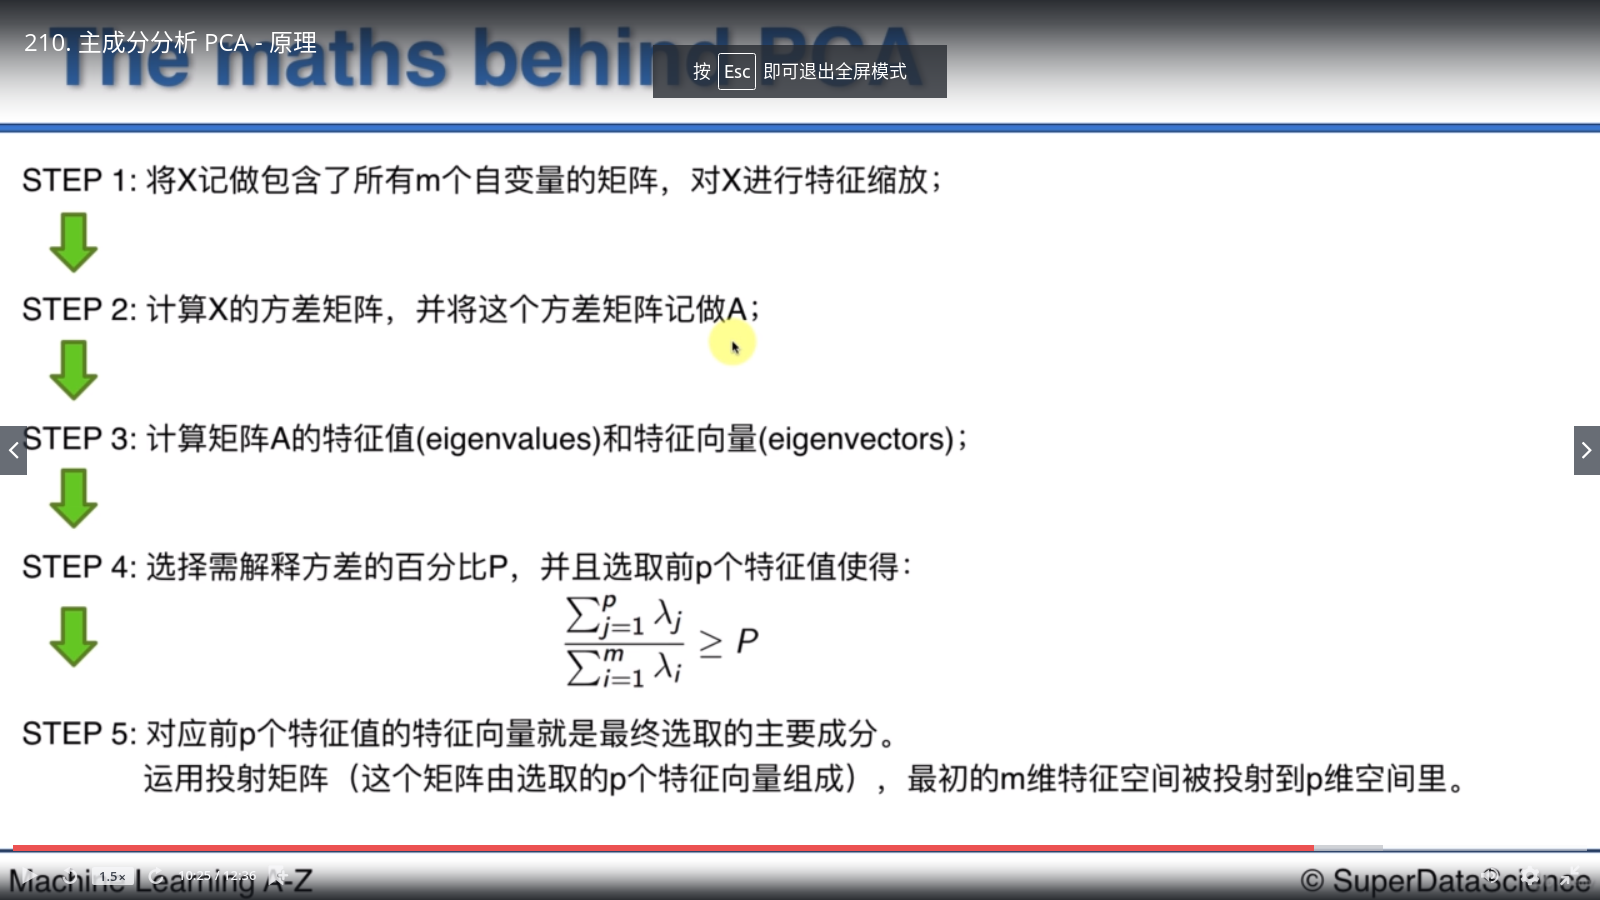 The maths behind PCA
210. 主成分分析 PCA - 原理
按 Esc 即可退出全屏模式
STEP 1: 将X记做包含了所有m个自变量的矩阵，对X进行特征缩放；
STEP 2: 计算X的方差矩阵，并将这个方差矩阵记做A；
STEP 3: 计算矩阵A的特征值(eigenvalues)和特征向量(eigenvectors)；
STEP 4: 选择需解释方差的百分比P，并且选取前p个特征值使得：
\frac{\sum_{j=1}^{p} \lambda_j}{\sum_{i=1}^{m} \lambda_i} \geq P
STEP 5: 对应前p个特征值的特征向量就是最终选取的主要成分。
运用投射矩阵（这个矩阵由选取的p个特征向量组成），最初的m维特征空间被投射到p维空间里。
Machine Learning A-Z
1.5×
10:25 / 12:36
© SuperDataScience